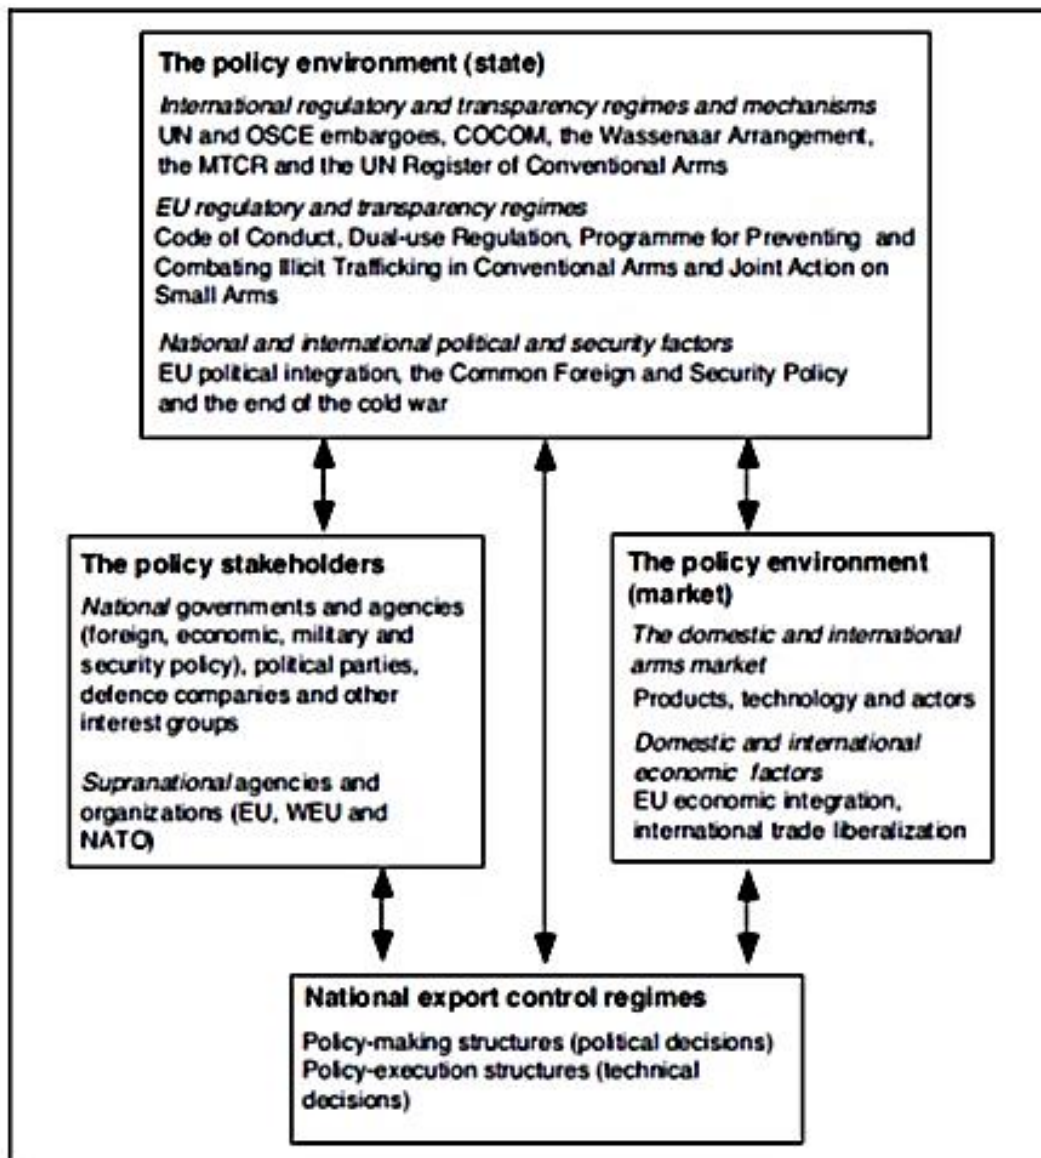 The policy environment (state)
International regulatory and transparency regimes and mechanisms
UN and OSCE embargoes, COCOM, the Wassenaar Arrangement,
the MTCR and the UN Register of Conventional Arms
EU regulatory and transparency regimes
Code of Conduct, Dual-use Regulation, Programme for Preventing and
Combating Illicit Trafficking in Conventional Arms and Joint Action on
Small Arms
National and international political and security factors
EU political integration, the Common Foreign and Security Policy
and the end of the cold war
The policy stakeholders
National governments and agencies
(foreign, economic, military and
security policy), political parties,
defence companies and other
interest groups
Supranational agencies and
organizations (EU, WEU and
NATO)
The policy environment
(market)
The domestic and international
arms market
Products, technology and actors
Domestic and international
economic factors
EU economic integration,
international trade liberalization
National export control regimes
Policy-making structures (political decisions)
Policy-execution structures (technical
decisions)